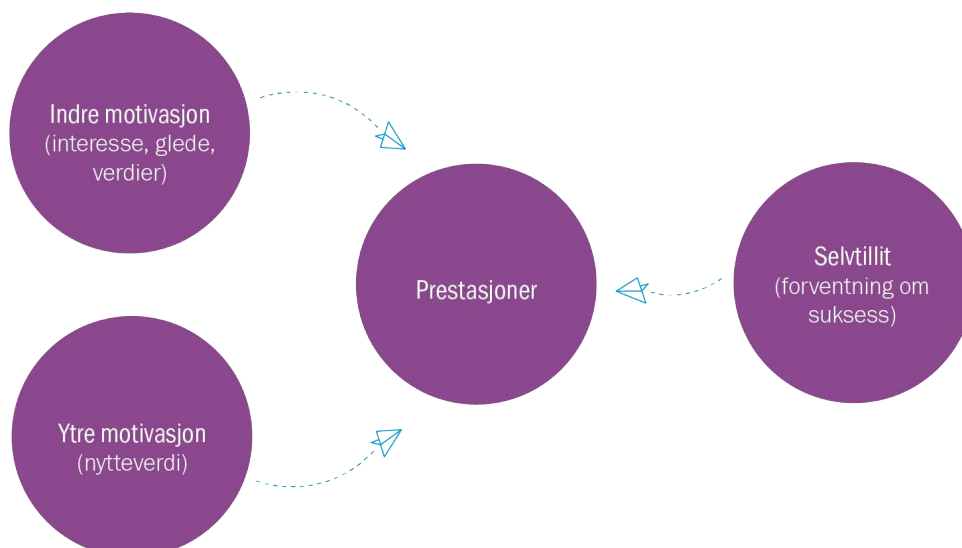 Indre motivasjon
(interesse, glede,
verdier)
Prestasjoner
Selvtillit
(forventning om
suksess)
Ytre motivasjon
(nytteverdi)